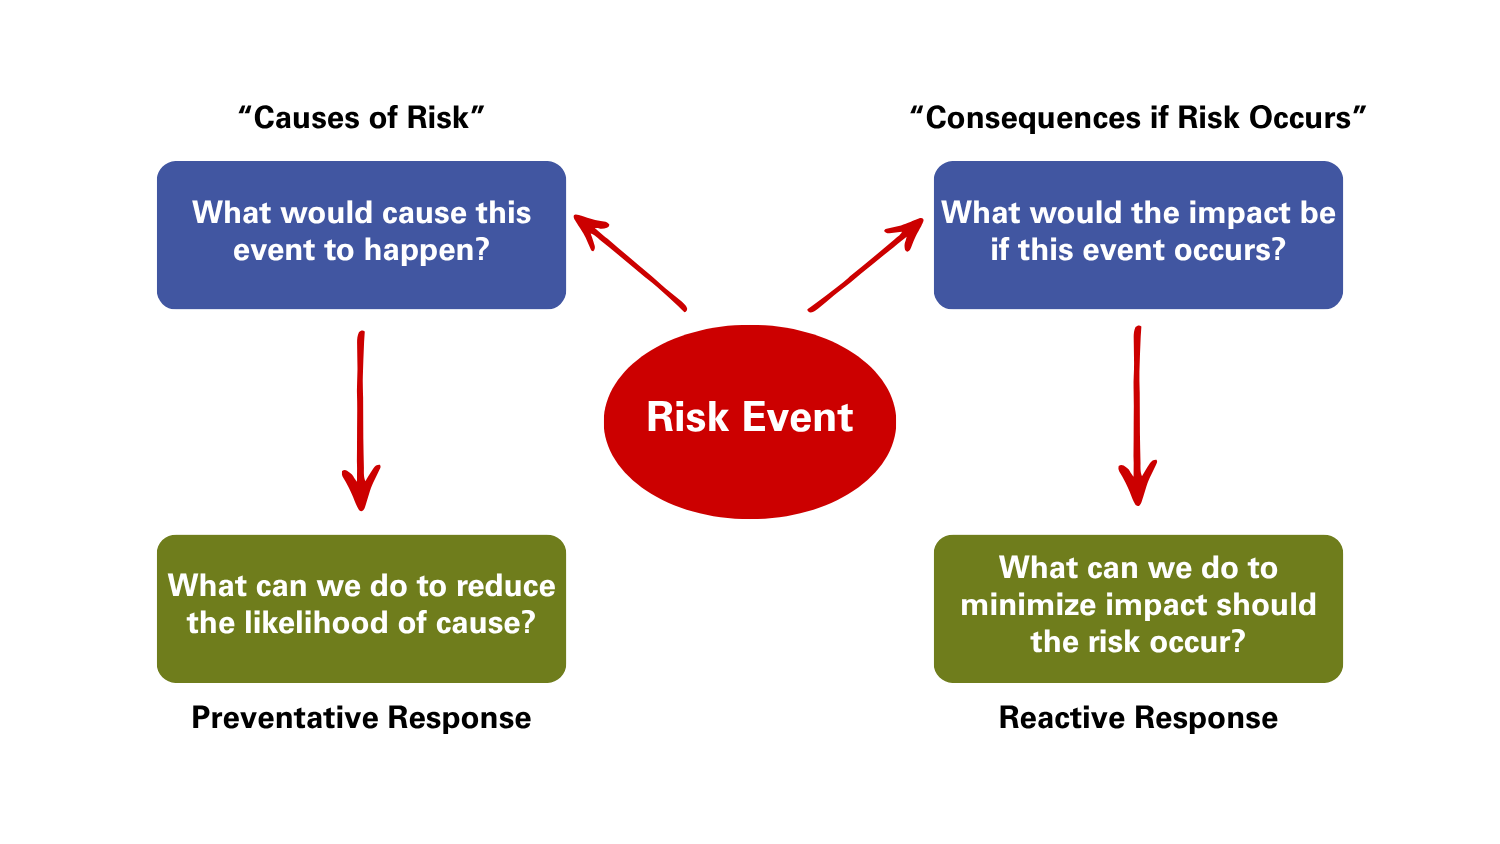 “Causes of Risk”
“Consequences if Risk Occurs”
What would cause this
event to happen?
What would the impact be
if this event occurs?
Risk Event
What can we do to reduce
the likelihood of cause?
What can we do to
minimize impact should
the risk occur?
Preventative Response
Reactive Response